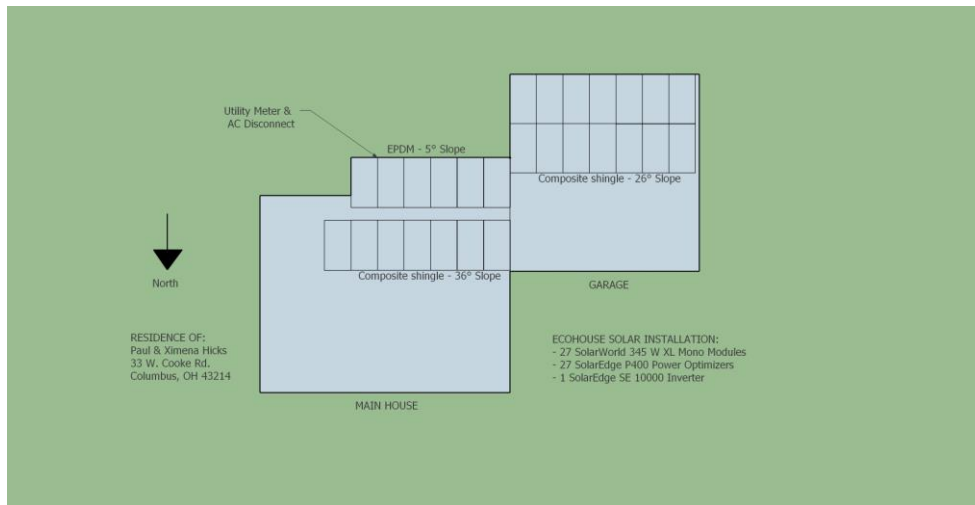 Utility Meter &
AC Disconnect
EPDM - 5° Slope
Composite shingle - 26° Slope
Composite shingle - 36° Slope
North
GARAGE
RESIDENCE OF:
Paul & Ximena Hicks
33 W. Cooke Rd.
Columbus, OH 43214
ECOHOUSE SOLAR INSTALLATION:
- 27 SolarWorld 345 W XL Mono Modules
- 27 SolarEdge P400 Power Optimizers
- 1 SolarEdge SE 10000 Inverter
MAIN HOUSE